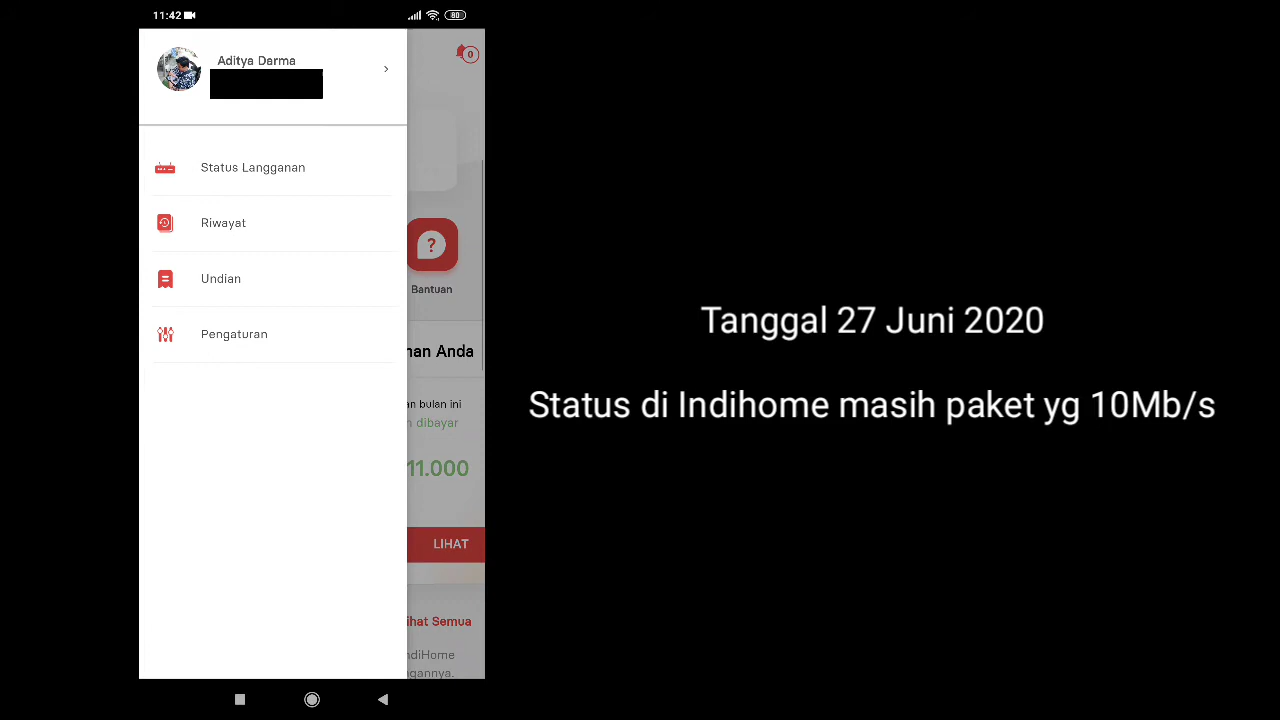 11:42
80
Aditya Darma
0
Status Langganan
Riwayat
Undian
Pengaturan
?
Bantuan
nan Anda
an bulan ini
n dibayar
11.000
LIHAT
ihat Semua
ndiHome
gannya.
Tanggal 27 Juni 2020
Status di Indihome masih paket yg 10Mb/s